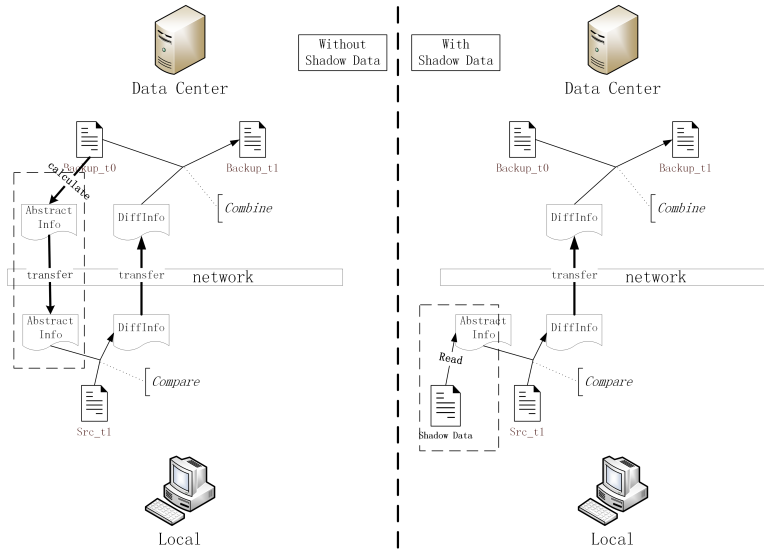 Without
Shadow Data
With
Shadow Data
Data Center
Data Center
Backup_t0
Backup_t1
Backup_t0
Backup_t1
calculate
Abstract
Info
DiffInfo
Combine
DiffInfo
Combine
transfer
transfer
network
transfer
network
Abstract
Info
DiffInfo
Abstract
Info
DiffInfo
Read
Compare
Compare
Src_t1
Shadow Data
Src_t1
Local
Local